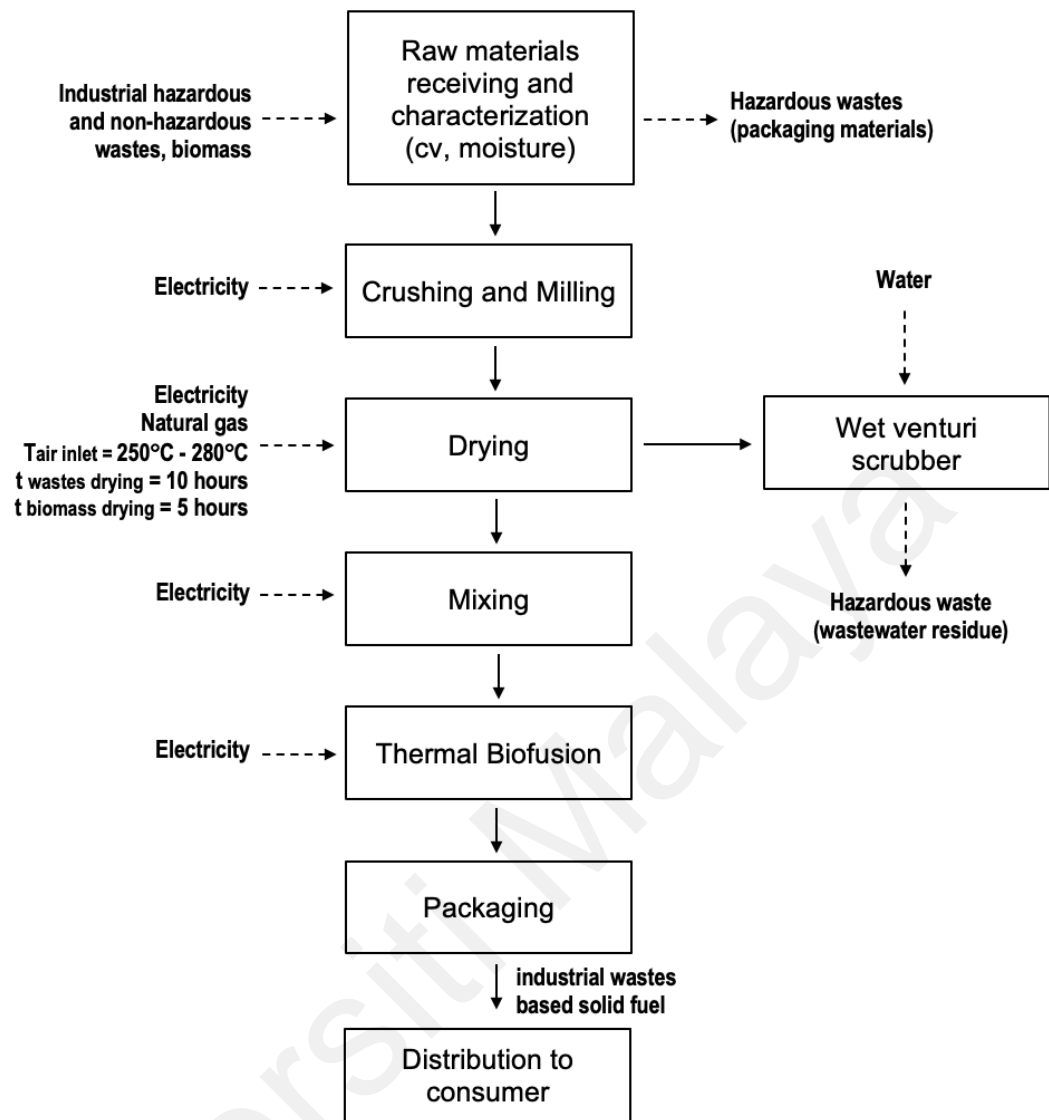 Raw materials
receiving and
characterization
(cv, moisture)
Industrial hazardous
and non-hazardous
wastes, biomass
Hazardous wastes
(packaging materials)
Electricity
Crushing and Milling
Water
Electricity
Natural gas
Tair inlet = 250°C - 280°C
t wastes drying = 10 hours
t biomass drying = 5 hours
Drying
Wet venturi
scrubber
Electricity
Mixing
Hazardous waste
(wastewater residue)
Electricity
Thermal Biofusion
Packaging
industrial wastes
based solid fuel
Distribution to
consumer
rsiti Malaya